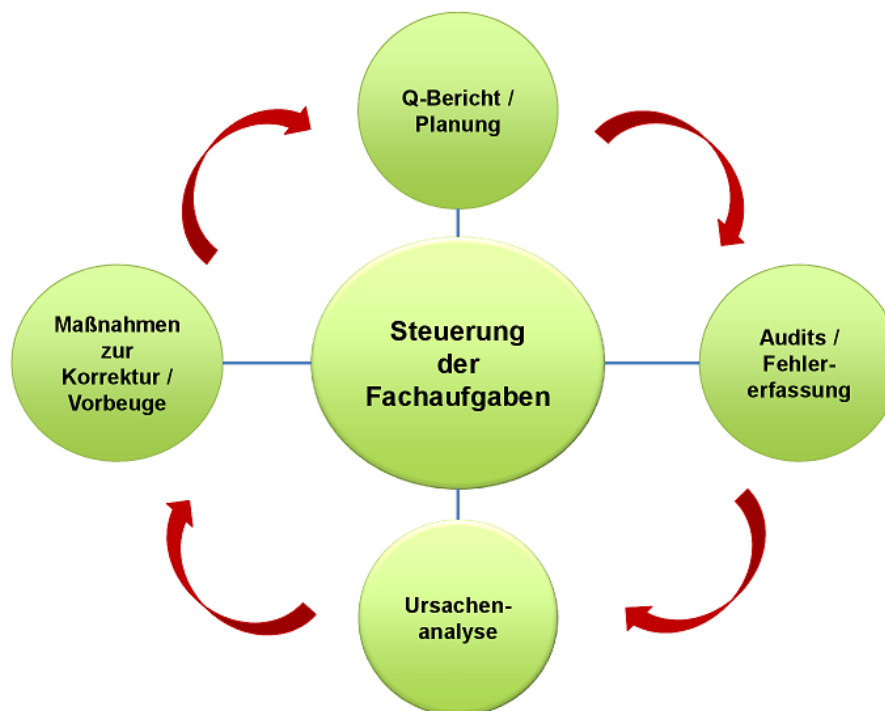 Q-Bericht /
Planung
Maßnahmen
zur
Korrektur /
Vorbeuge
Steuerung
der
Fachaufgaben
Audits /
Fehler-
erfassung
Ursachen-
analyse